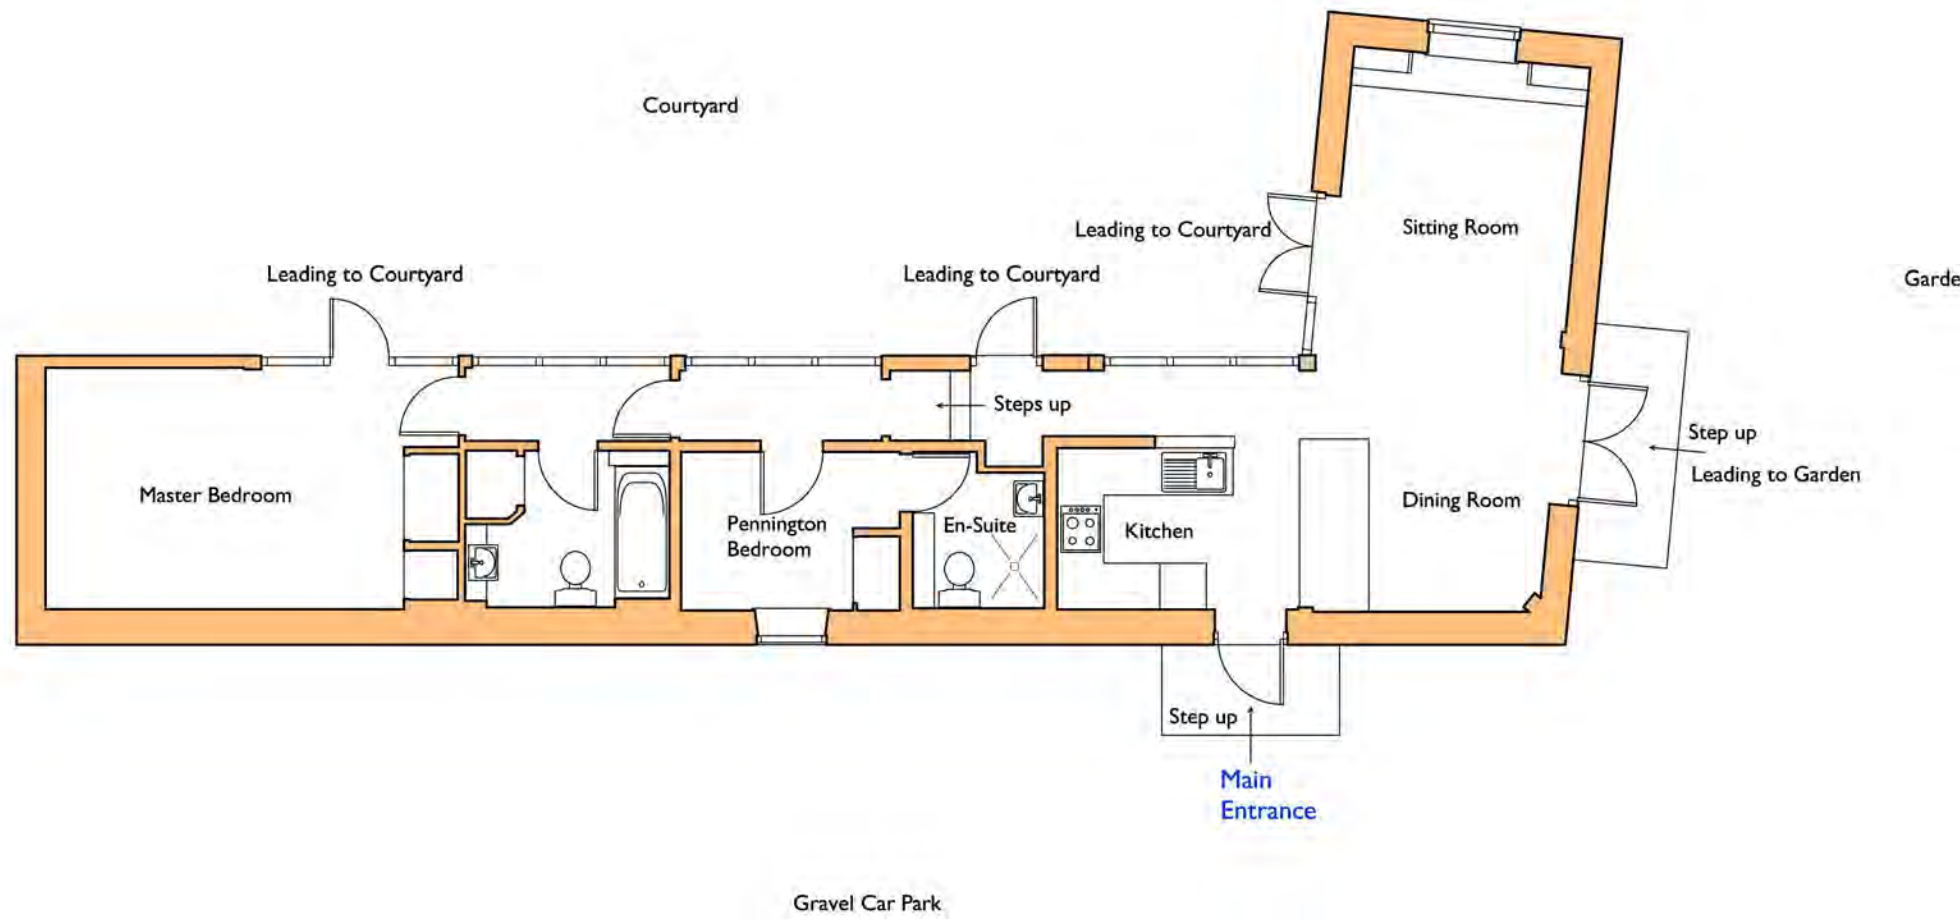 Courtyard
Leading to Courtyard
Sitting Room
Leading to Courtyard
Leading to Courtyard
Garde
Steps up
Step up
Leading to Garden
Master Bedroom
Pennington
Bedroom
En-Suite
Kitchen
Dining Room
Step up
Main
Entrance
Gravel Car Park